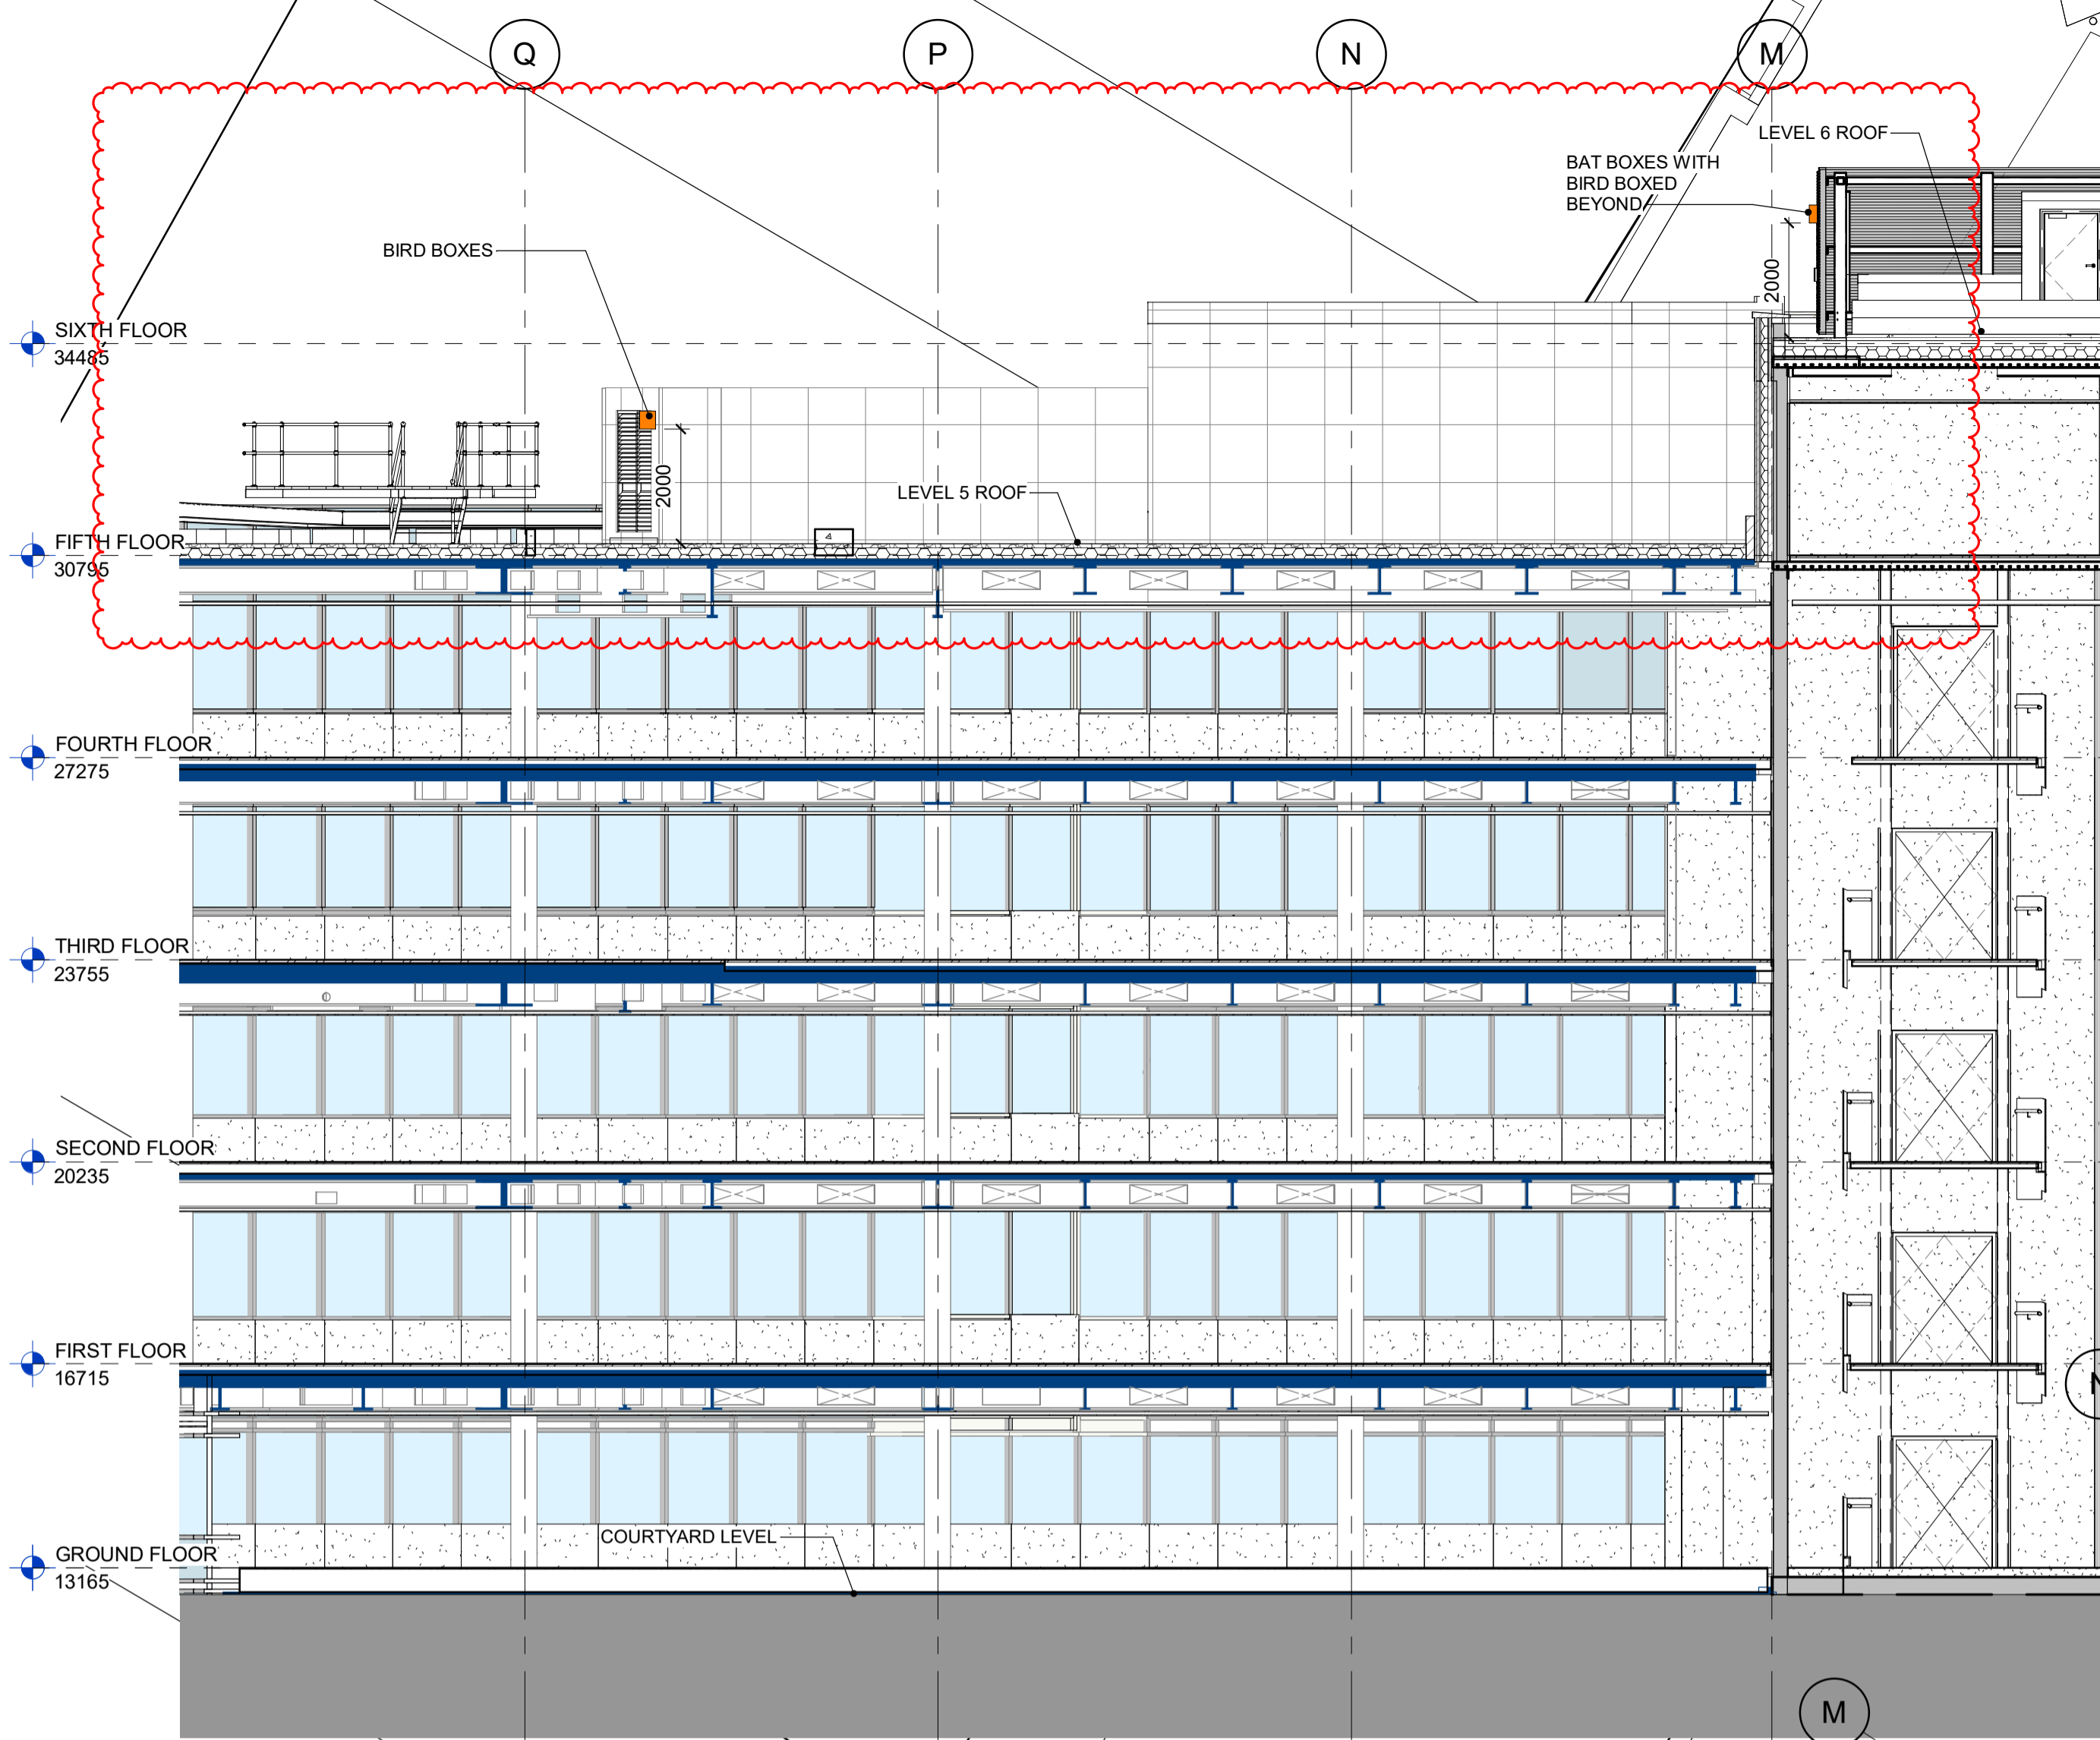 Q
P
N
M
LEVEL 6 ROOF
BAT BOXES WITH
BIRD BOXED
BEYOND
BIRD BOXES
2000
SIXTH FLOOR
34485
2000
LEVEL 5 ROOF
FIFTH FLOOR
30795
FOURTH FLOOR
27275
THIRD FLOOR
23755
SECOND FLOOR
20235
FIRST FLOOR
16715
COURTYARD LEVEL
GROUND FLOOR
13165
M